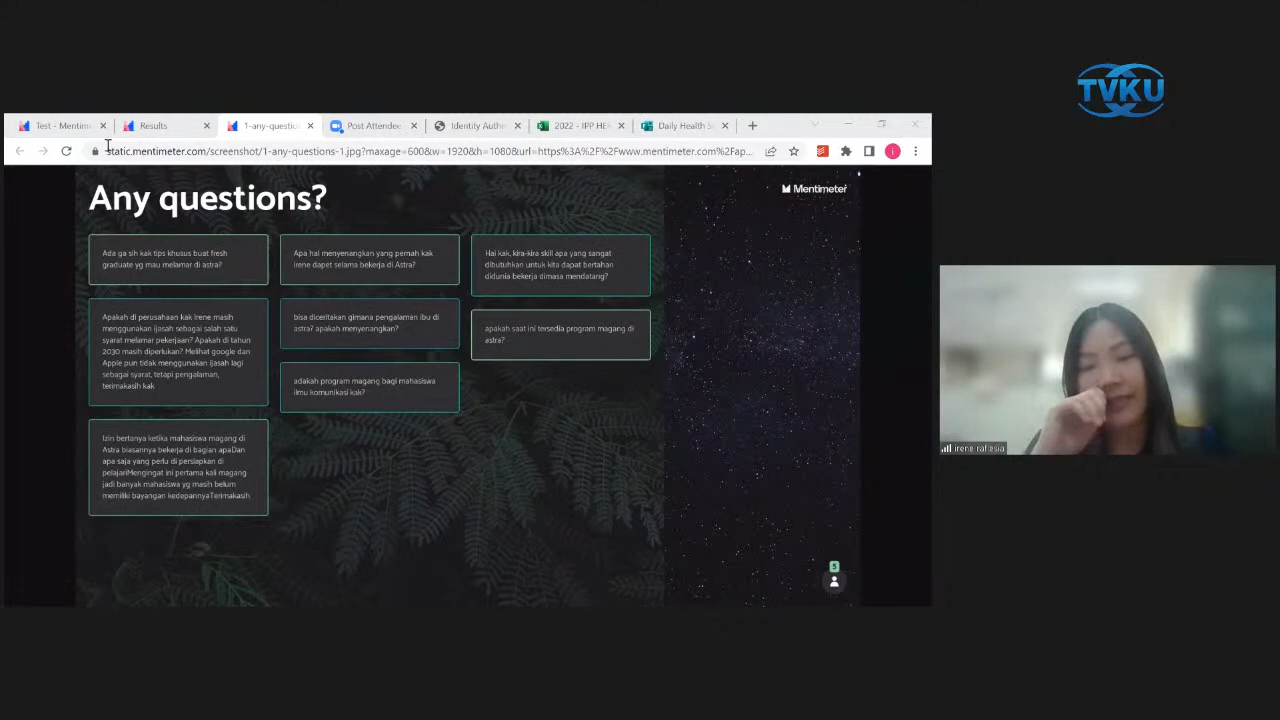 TVKU
Test - Mentim
Results
1-any-questio
Post Attendee
Identity Authe
2022 - IPP HE
Daily Health S
static.mentimeter.com/screenshot/1-any-questions-1.jpg?maxage=600&w=1920&h=1080&url=https%3A%2F%2Fwww.mentimeter.com%2Fap...
Any questions?
Mentimeter
Ada ga sih kak tips khusus buat fresh
graduate yg mau melamar di astra?
Apa hal menyenangkan yang pernah kak
irene dapet selama bekerja di Astra?
Hai kak, kira-kira skill apa yang sangat
dibutuhkan untuk kita dapat bertahan
didunia bekerja dimasa mendatang?
Apakah di perusahaan kak Irene masih
menggunakan ijasah sebagai salah satu
syarat melamar pekerjaan? Apakah di tahun
2030 masih diperlukan? Melihat google dan
Apple pun tidak menggunakan ijasah lagi
sebagai syarat, tetapi pengalaman,
terimakasih kak
bisa diceritakan gimana pengalaman ibu di
astra? apakah menyenangkan?
apakah saat ini tersedia program magang di
astra?
adakah program magang bagi mahasiswa
ilmu komunikasi kak?
Izin bertanya ketika mahasiswa magang di
Astra biasannya bekerja di bagian apaDan
apa saja yang perlu di persiapkan di
pelajariMengingat ini pertama kali magang
jadi banyak mahasiswa yg masih belum
memiliki bayangan kedepannyaTerimakasih
5
irene raflesia